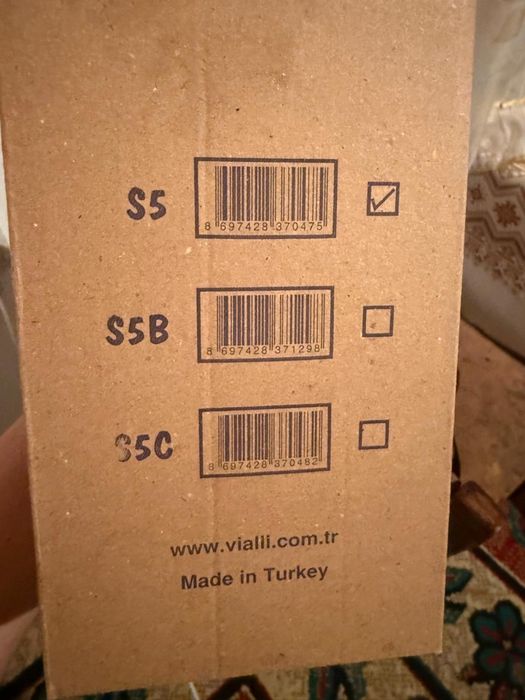 S5
8 697428 370475
S5B
8 697428 371298
S5C
8 697428 370482
www.vialli.com.tr
Made in Turkey